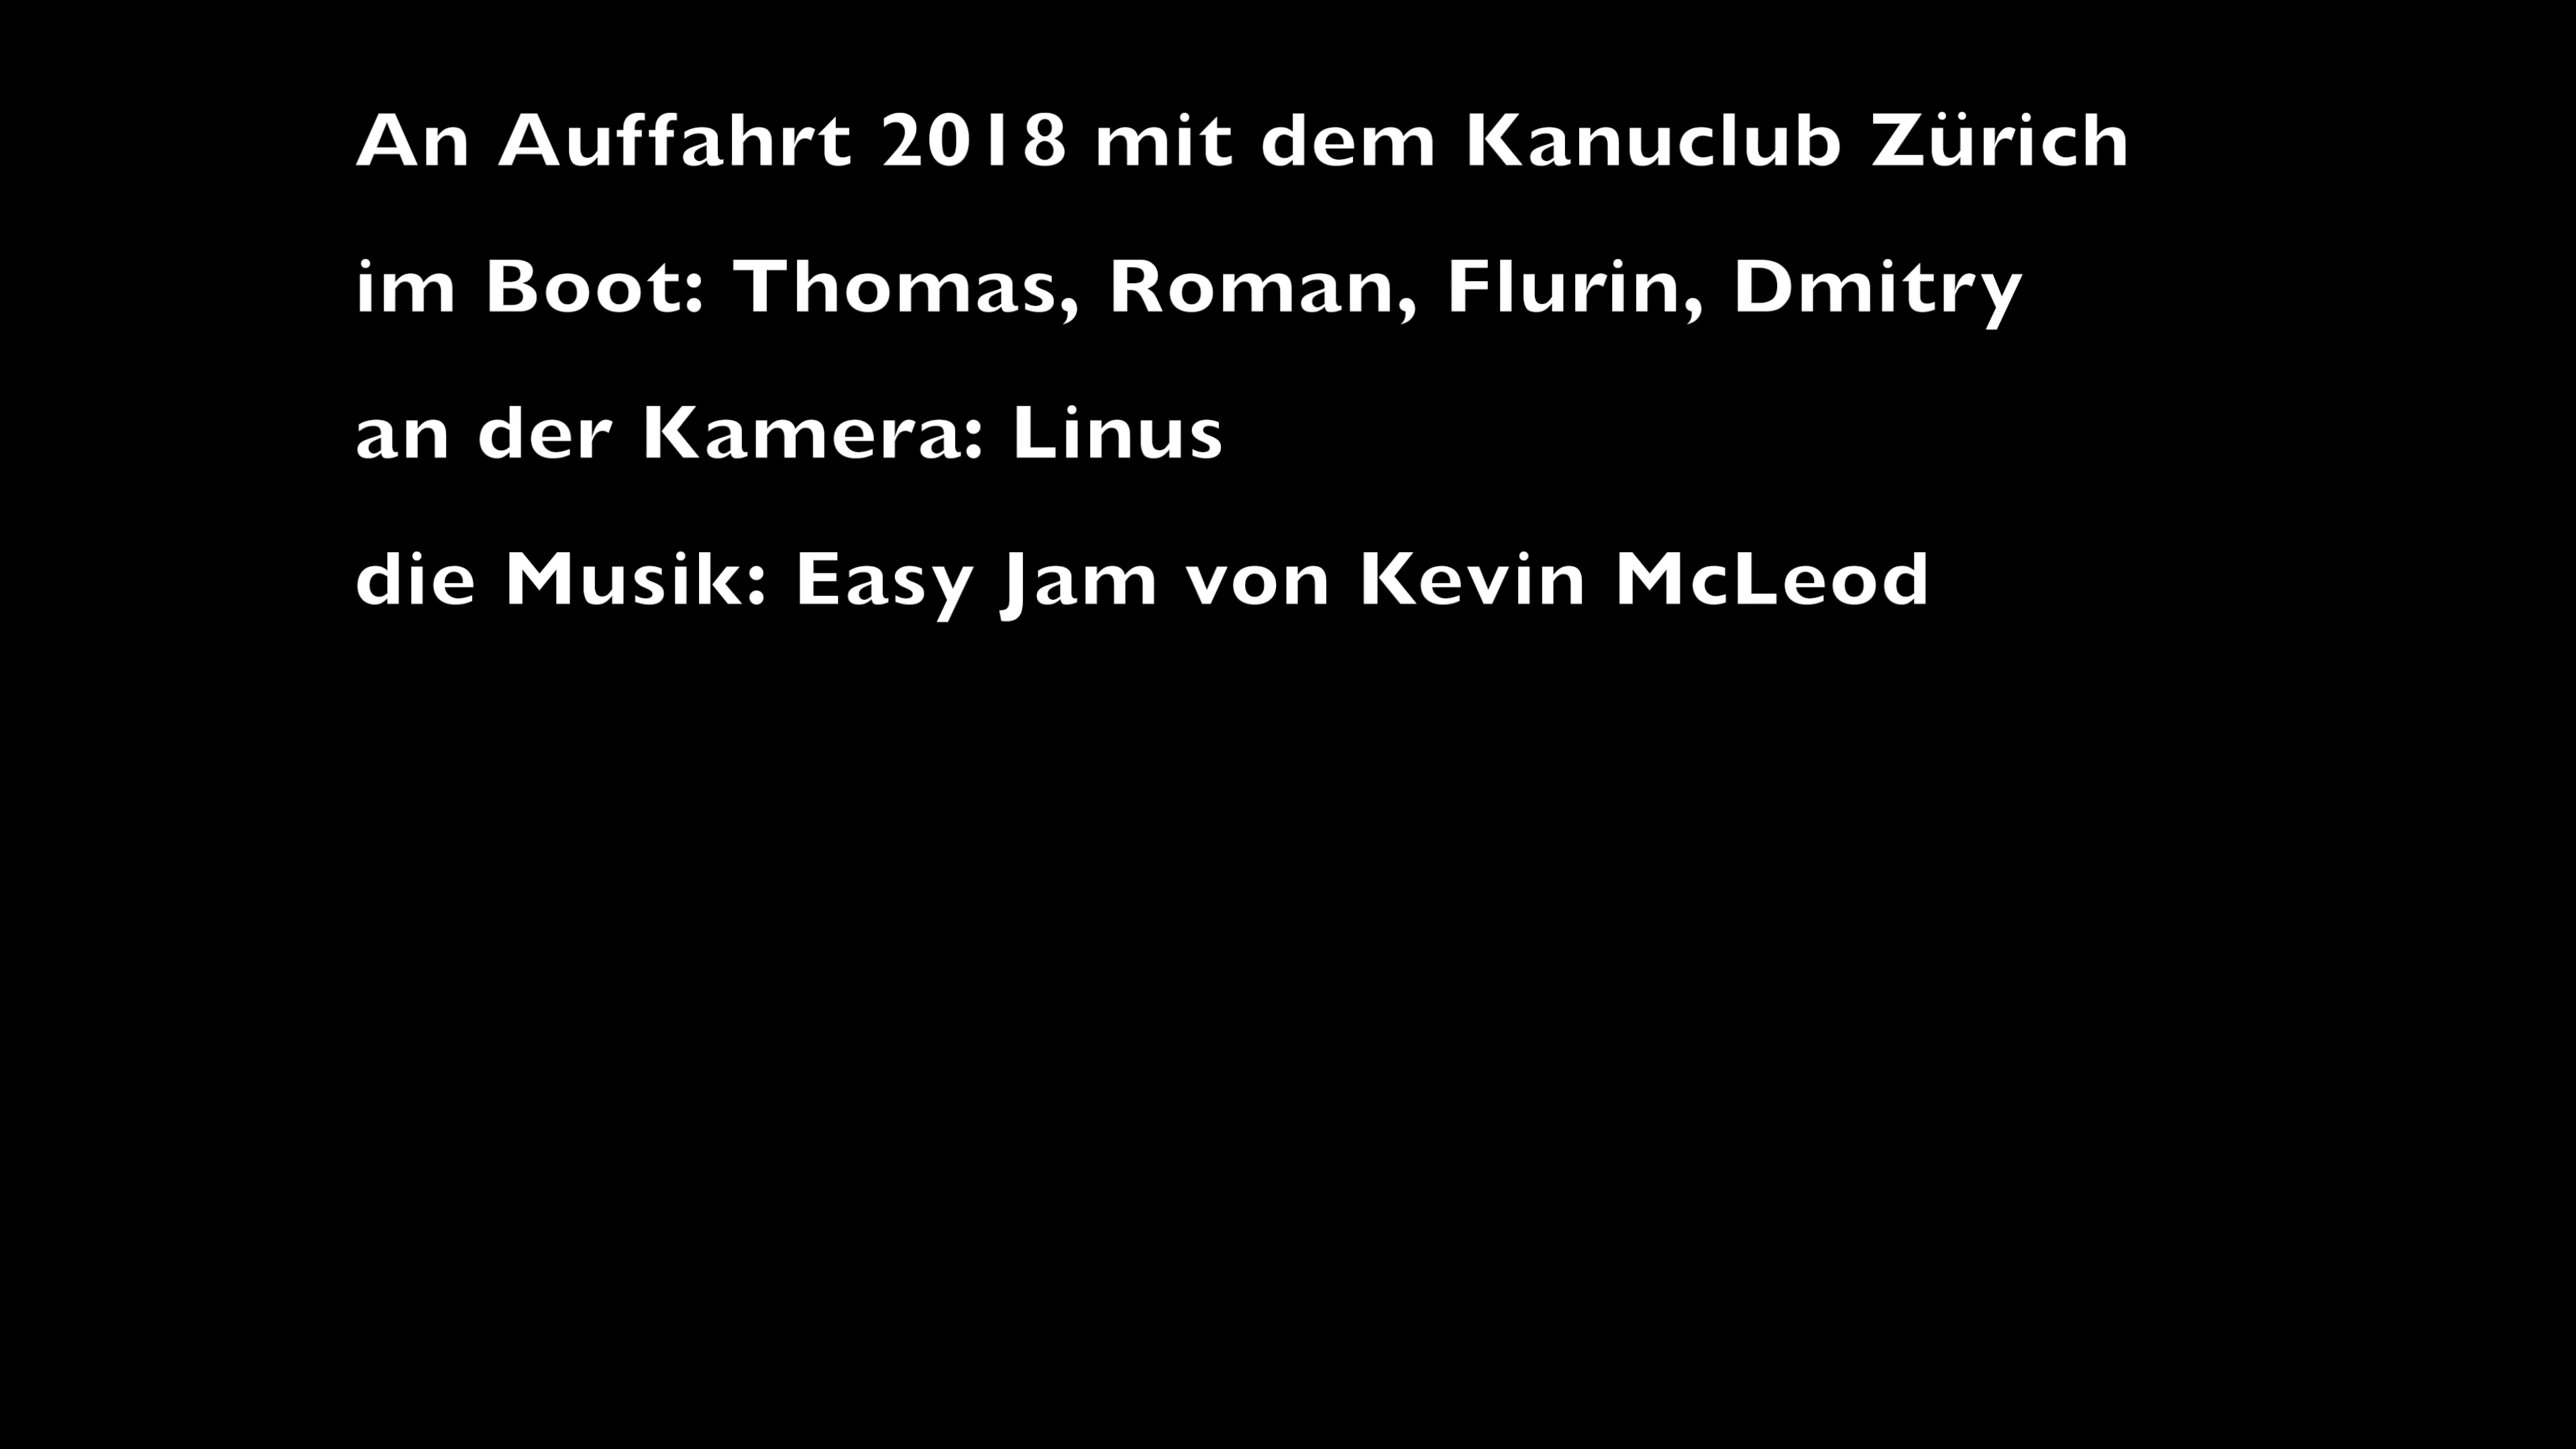 An Auffahrt 2018 mit dem Kanuclub Zürich
im Boot: Thomas, Roman, Flurin, Dmitry
an der Kamera: Linus
die Musik: Easy Jam von Kevin McLeod